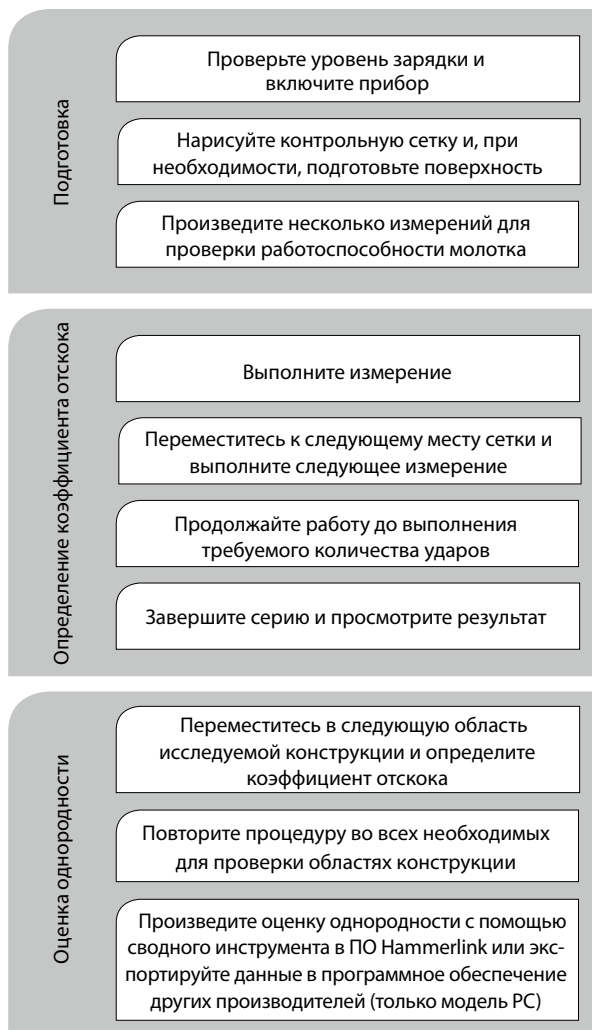 Подготовка
Проверьте уровень зарядки и
включите прибор
Нарисуйте контрольную сетку и, при
необходимости, подготовьте поверхность
Произведите несколько измерений для
проверки работоспособности молотка
Определение коэффициента отскока
Выполните измерение
Переместитесь к следующему месту сетки и
выполните следующее измерение
Продолжайте работу до выполнения
требуемого количества ударов
Завершите серию и просмотрите результат
Оценка однородности
Переместитесь в следующую область
исследуемой конструкции и определите
коэффициент отскока
Повторите процедуру во всех необходимых
для проверки областях конструкции
Произведите оценку однородности с помощью
сводного инструмента в ПО Hammerlink или экс-
портируйте данные в программное обеспечение
других производителей (только модель PC)